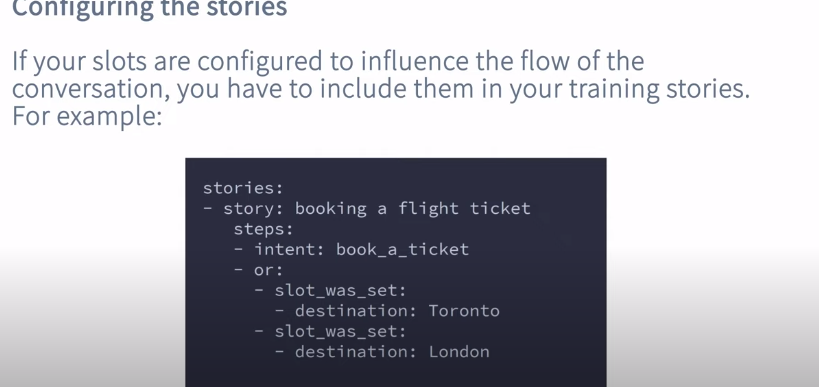 Configuring the stories
If your slots are configured to influence the flow of the
conversation, you have to include them in your training stories.
For example:
stories:
- story: booking a flight ticket
steps:
- intent: book_a_ticket
- or:
- slot_was_set:
- destination: Toronto
- slot_was_set:
- destination: London